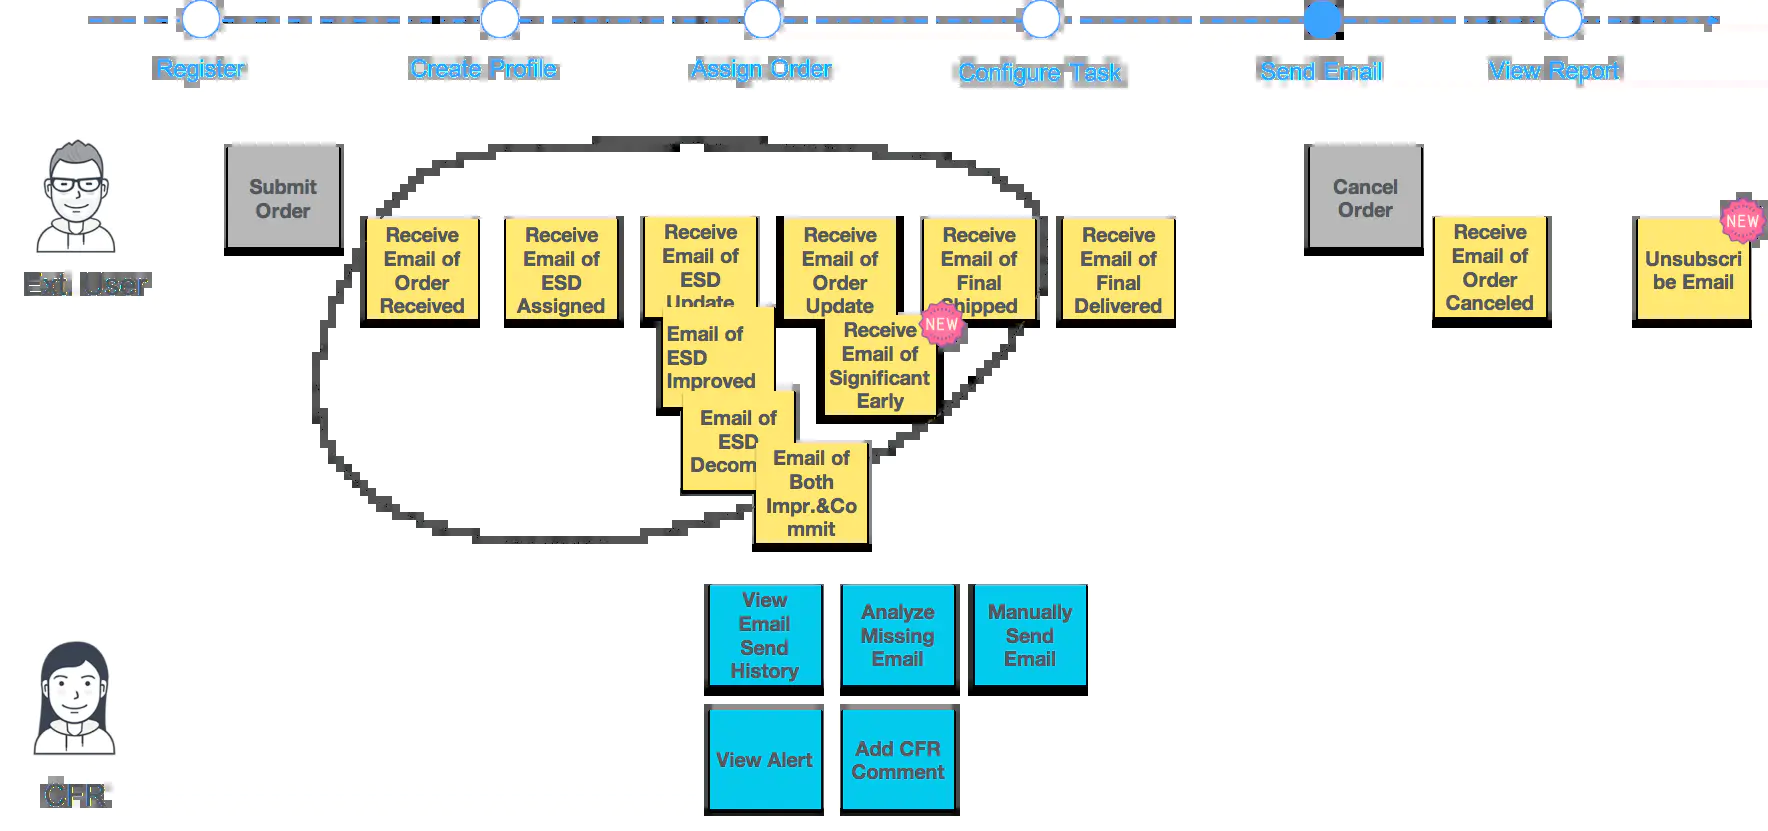 Register
Create Profile
Assign Order
Configure Task
Send Email
View Report
Ext. User
Submit
Order
Receive
Email of
Order
Received
Receive
Email of
ESD
Assigned
Receive
Email of
ESD
Update
Email of
ESD
Improved
Email of
ESD
Decom
Email of
Both
Impr.&Co
mmit
Receive
Email of
Order
Update
Receive
Email of
Significant
Early
NEW
Receive
Email of
Final
Shipped
Receive
Email of
Final
Delivered
Cancel
Order
Receive
Email of
Order
Canceled
Unsubscri
be Email
NEW
CFR
View
Email
Send
History
Analyze
Missing
Email
Manually
Send
Email
View Alert
Add CFR
Comment